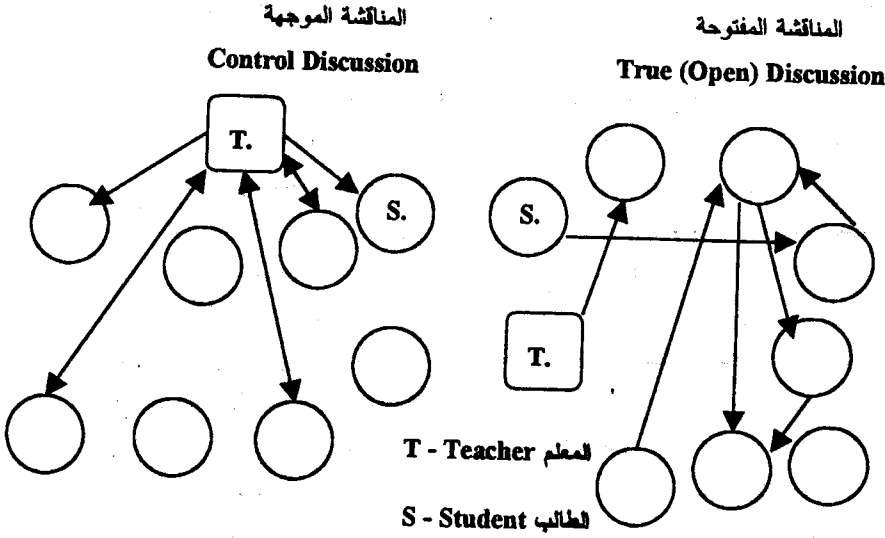 المناقشة الموجهة
Control Discussion
T.
S.
المناقشة المفتوحة
True (Open) Discussion
S.
T.
T - Teacher المعلم
S - Student الطالب